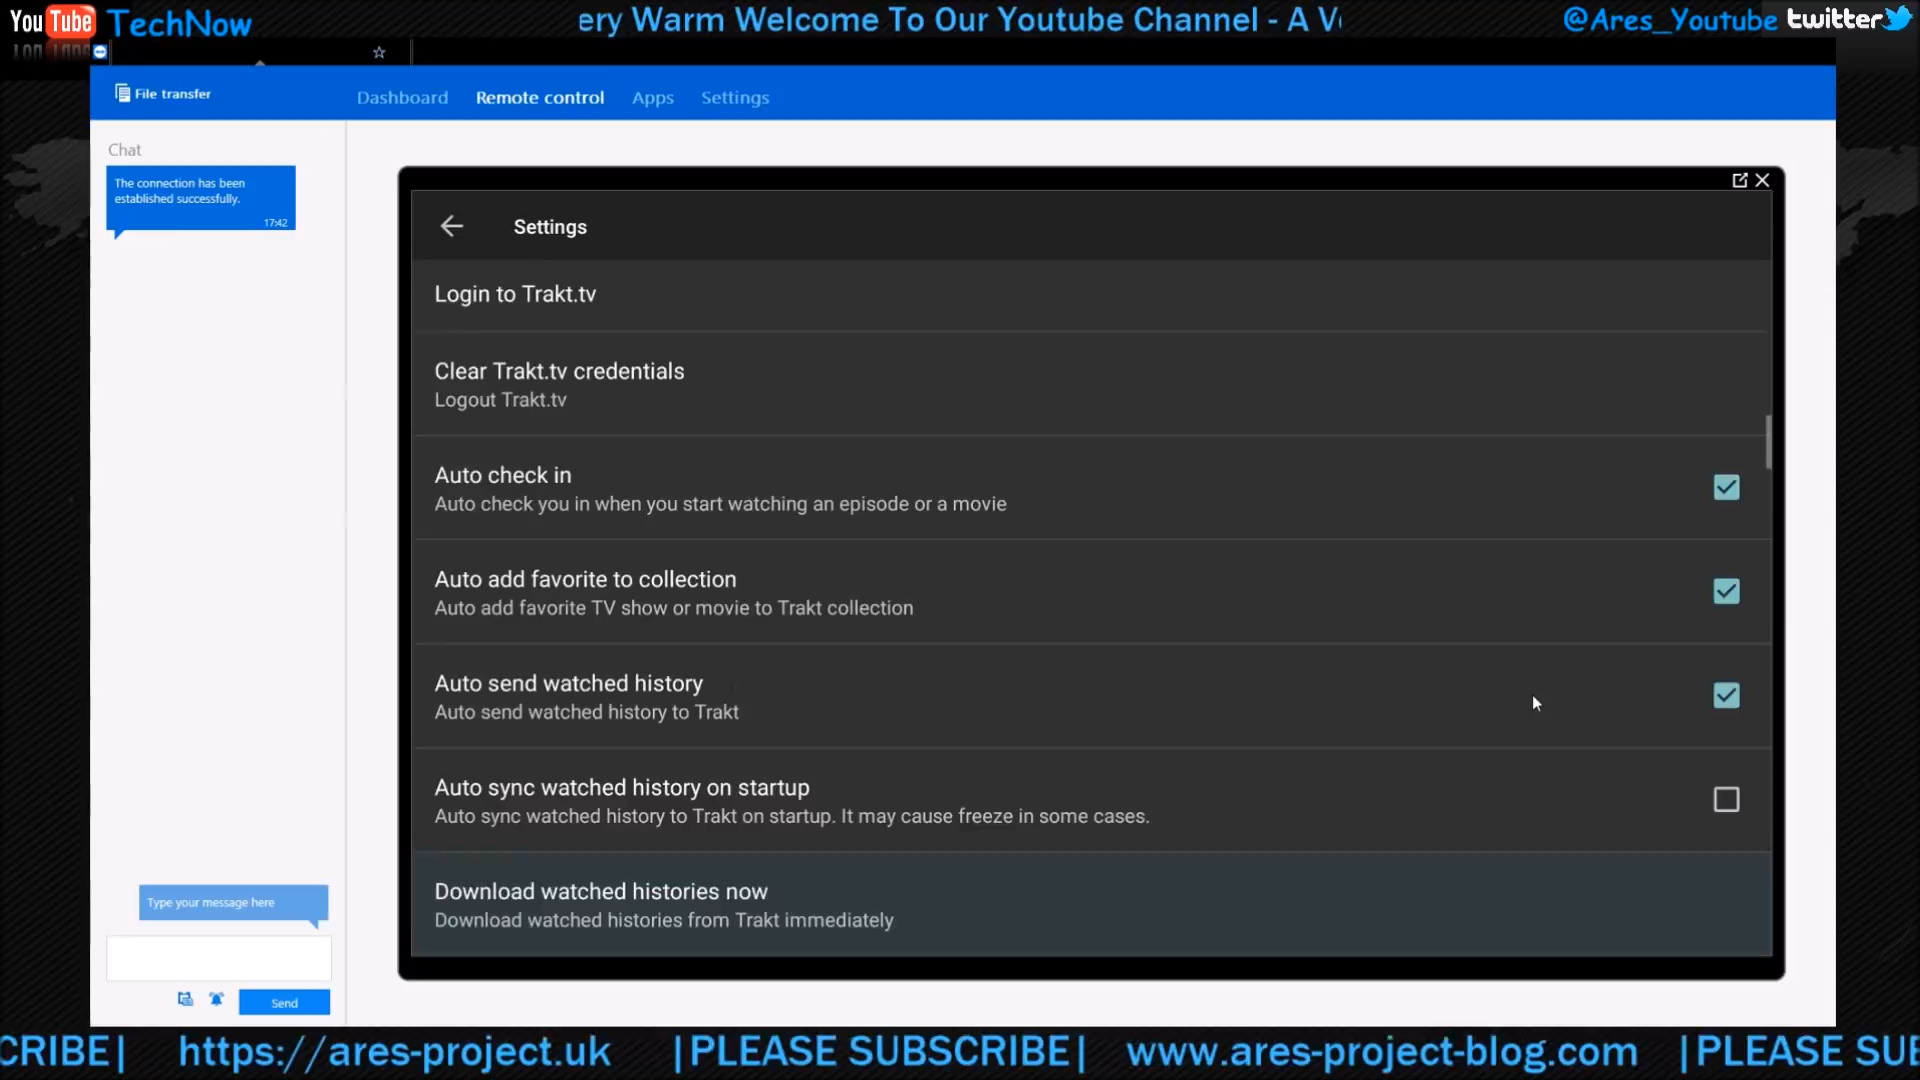 YouTube TechNow
ery Warm Welcome To Our Youtube Channel - A V
@Ares_Youtube twitter
File transfer
Dashboard
Remote control
Apps
Settings
Chat
The connection has been
established successfully.
17:42
Settings
Login to Trakt.tv
Clear Trakt.tv credentials
Logout Trakt.tv
Auto check in
Auto check you in when you start watching an episode or a movie
Auto add favorite to collection
Auto add favorite TV show or movie to Trakt collection
Auto send watched history
Auto send watched history to Trakt
Auto sync watched history on startup
Auto sync watched history to Trakt on startup. It may cause freeze in some cases.
Download watched histories now
Download watched histories from Trakt immediately
Type your message here
Send
CRIBE| https://ares-project.uk |PLEASE SUBSCRIBE| www.ares-project-blog.com |PLEASE SU